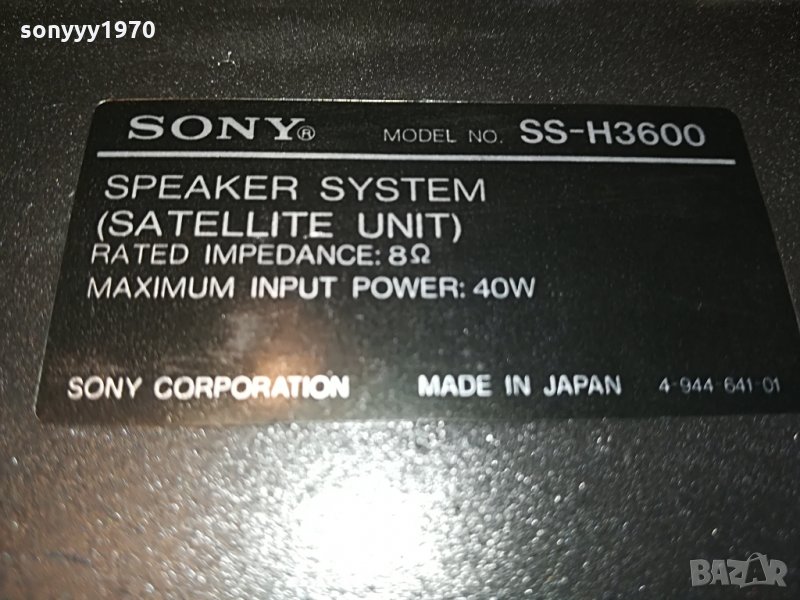 sonyyy1970
SONY® MODEL NO. SS-H3600
SPEAKER SYSTEM
(SATELLITE UNIT)
RATED IMPEDANCE: 8Ω
MAXIMUM INPUT POWER: 40W
SONY CORPORATION MADE IN JAPAN 4-944-641-01
BAZAR